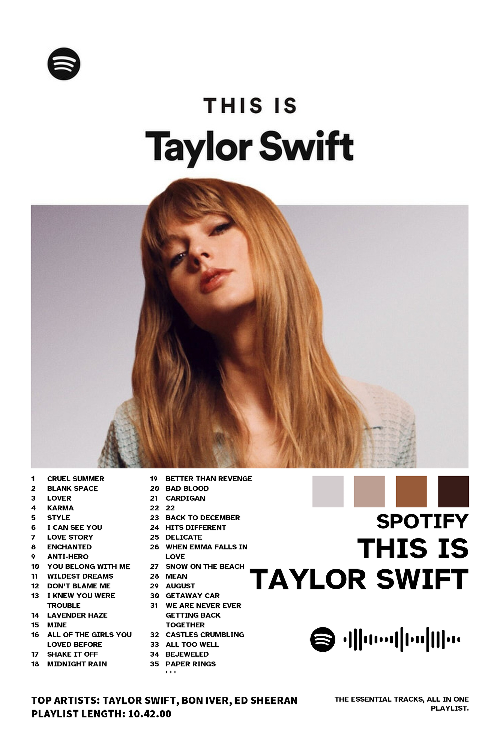 THIS IS
Taylor Swift
1 CRUEL SUMMER
2 BLANK SPACE
3 LOVER
4 KARMA
5 STYLE
6 I CAN SEE YOU
7 LOVE STORY
8 ENCHANTED
9 ANTI-HERO
10 YOU BELONG WITH ME
11 WILDEST DREAMS
12 DON'T BLAME ME
13 I KNEW YOU WERE
TROUBLE
14 LAVENDER HAZE
15 MINE
16 ALL OF THE GIRLS YOU
LOVED BEFORE
17 SHAKE IT OFF
18 MIDNIGHT RAIN
19 BETTER THAN REVENGE
20 BAD BLOOD
21 CARDIGAN
22 22
23 BACK TO DECEMBER
24 HITS DIFFERENT
25 DELICATE
26 WHEN EMMA FALLS IN
LOVE
27 SNOW ON THE BEACH
28 MEAN
29 AUGUST
30 GETAWAY CAR
31 WE ARE NEVER EVER
GETTING BACK
TOGETHER
32 CASTLES CRUMBLING
33 ALL TOO WELL
34 BEJEWELED
35 PAPER RINGS
...
SPOTIFY
THIS IS
TAYLOR SWIFT
TOP ARTISTS: TAYLOR SWIFT, BON IVER, ED SHEERAN
PLAYLIST LENGTH: 10.42.00
THE ESSENTIAL TRACKS, ALL IN ONE
PLAYLIST.